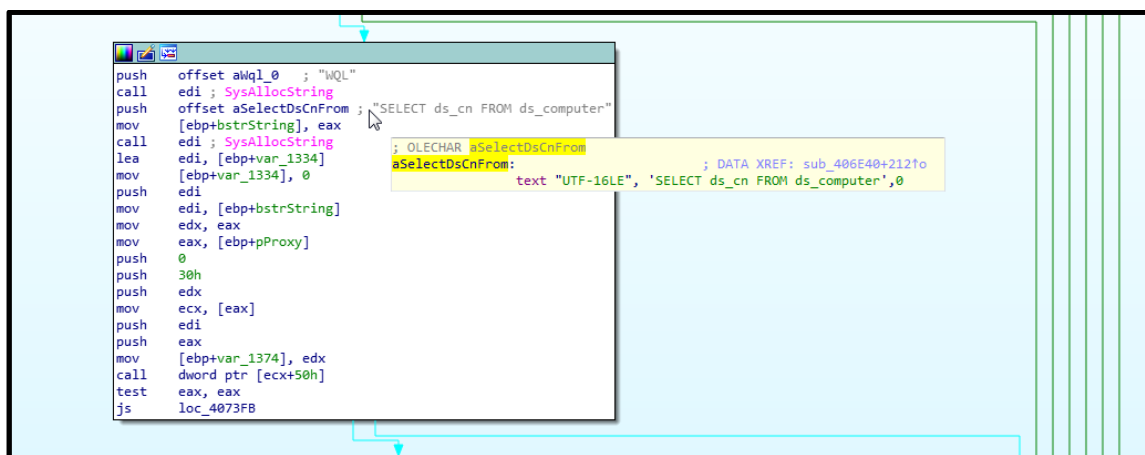 push offset aWql_0 ; "WQL"
call edi ; SysAllocString
push offset aSelectDsCnFrom ; "SELECT ds_cn FROM ds_computer"
mov [ebp+bstrString], eax
call edi ; SysAllocString
lea edi, [ebp+var_1334]
mov [ebp+var_1334], 0
push edi
mov edi, [ebp+bstrString]
mov edx, eax
mov eax, [ebp+pProxy]
push 0
push 30h
push edx
mov ecx, [eax]
push edi
push eax
mov [ebp+var_1374], edx
call dword ptr [ecx+50h]
test eax, eax
js loc_4073FB
; OLECHAR aSelectDsCnFrom
aSelectDsCnFrom: ; DATA XREF: sub_406E40+212↑o
text "UTF-16LE", 'SELECT ds_cn FROM ds_computer',0